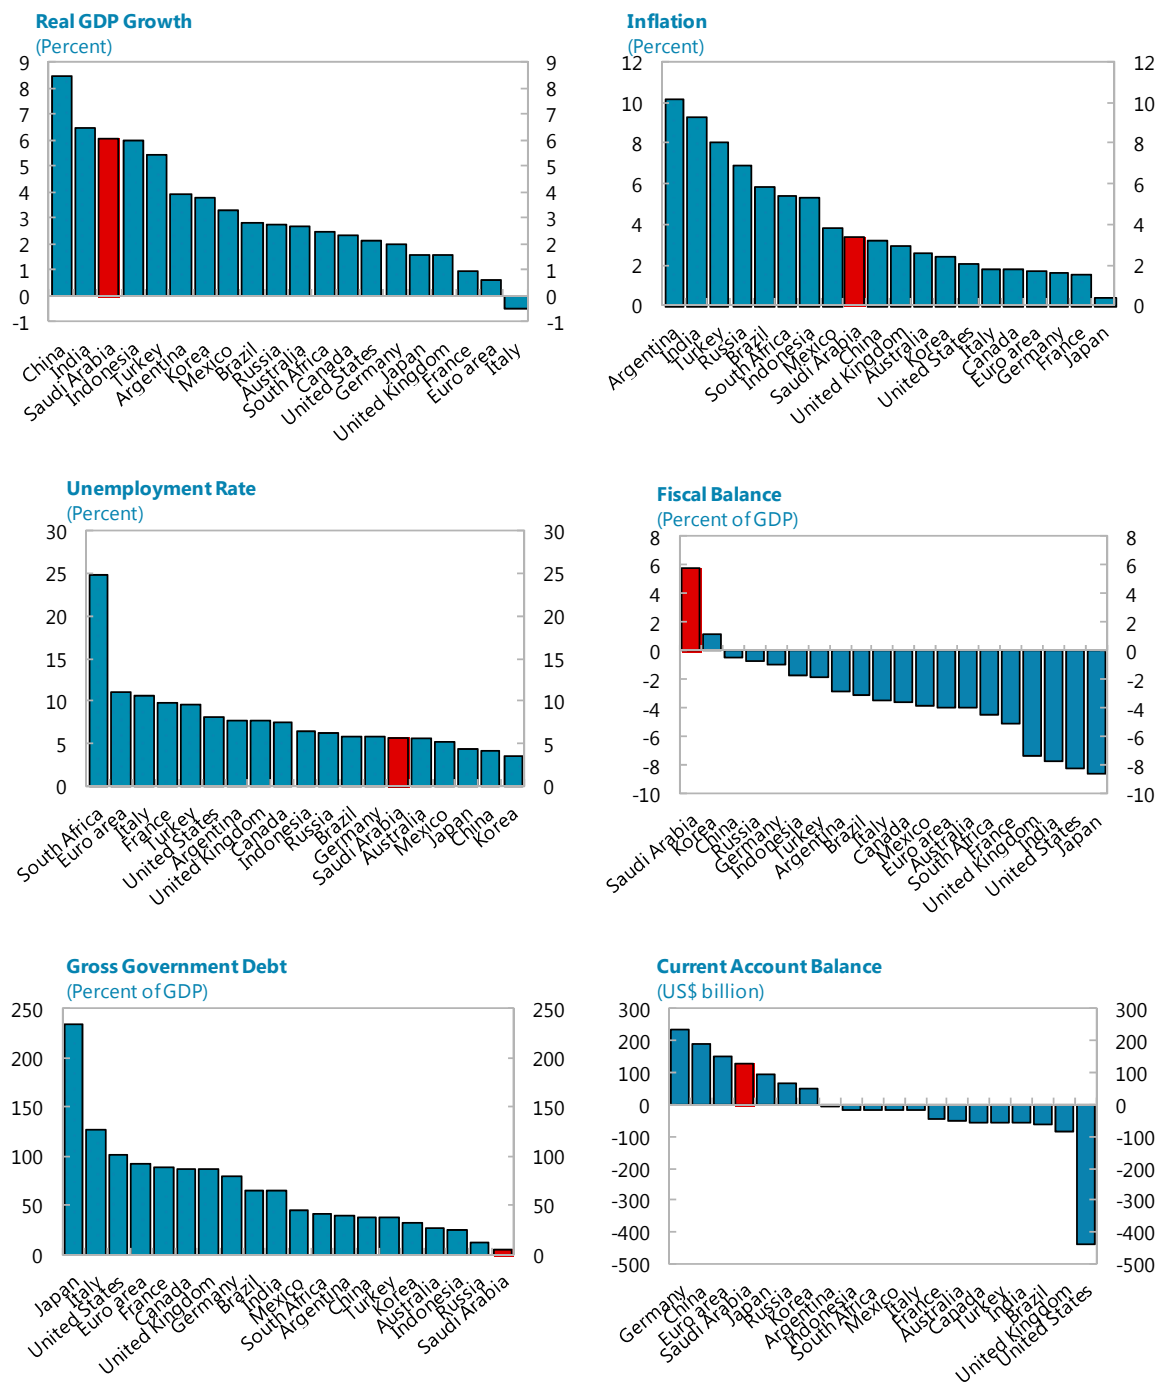 Real GDP Growth
(Percent)
9 9
8 8
7 7
6 6
5 5
4 4
3 3
2 2
1 1
0 0
-1 -1
China
India
Saudi Arabia
Indonesia
Turkey
Argentina
Korea
Mexico
Brazil
Russia
Australia
South Africa
Canada
United States
Germany
Japan
United Kingdom
France
Euro area
Italy
Inflation
(Percent)
12 12
10 10
8 8
6 6
4 4
2 2
0 0
Argentina
India
Turkey
Russia
Brazil
South Africa
Indonesia
Mexico
Saudi Arabia
China
United Kingdom
Australia
Korea
United States
Italy
Canada
Euro area
Germany
France
Japan
Unemployment Rate
(Percent)
30 30
25 25
20 20
15 15
10 10
5 5
0 0
South Africa
Euro area
Italy
France
Turkey
United States
Argentina
United Kingdom
Canada
Indonesia
Russia
Brazil
Germany
Saudi Arabia
Australia
Mexico
Japan
China
Korea
Fiscal Balance
(Percent of GDP)
8 8
6 6
4 4
2 2
0 0
-2 -2
-4 -4
-6 -6
-8 -8
-10 -10
Saudi Arabia
Korea
China
Russia
Germany
Indonesia
Turkey
Argentina
Brazil
Italy
Canada
Mexico
Euro area
Australia
South Africa
France
United Kingdom
India
United States
Japan
Gross Government Debt
(Percent of GDP)
250 250
200 200
150 150
100 100
50 50
0 0
Japan
Italy
United States
Euro area
France
Canada
United Kingdom
Germany
Brazil
India
Mexico
South Africa
Argentina
China
Turkey
Korea
Australia
Indonesia
Russia
Saudi Arabia
Current Account Balance
(US$ billion)
300 300
200 200
100 100
0 0
-100 -100
-200 -200
-300 -300
-400 -400
-500 -500
Germany
China
Euro area
Saudi Arabia
Japan
Russia
Korea
Argentina
Indonesia
South Africa
Mexico
Italy
France
Australia
Canada
Turkey
India
Brazil
United Kingdom
United States